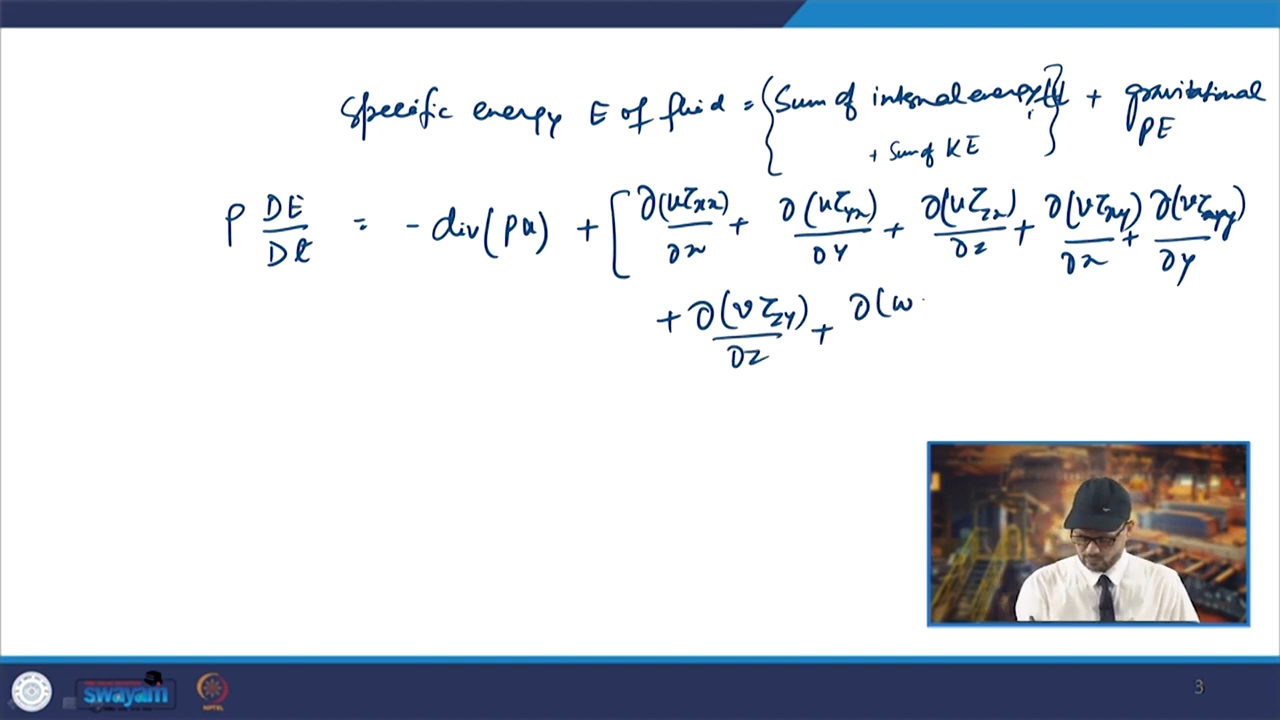 Specific energy E of fluid = { Sum of internal energy } + gravitational
+ Sum of KE PE
ρ DE/Dt = - div(pu) + [ ∂(uτxx)/∂x + ∂(uτyx)/∂y + ∂(uτzx)/∂z + ∂(vτxy)/∂x + ∂(vτyy)/∂y
+ ∂(vτzy)/∂z + ∂(w
swayam
NPTEL
3